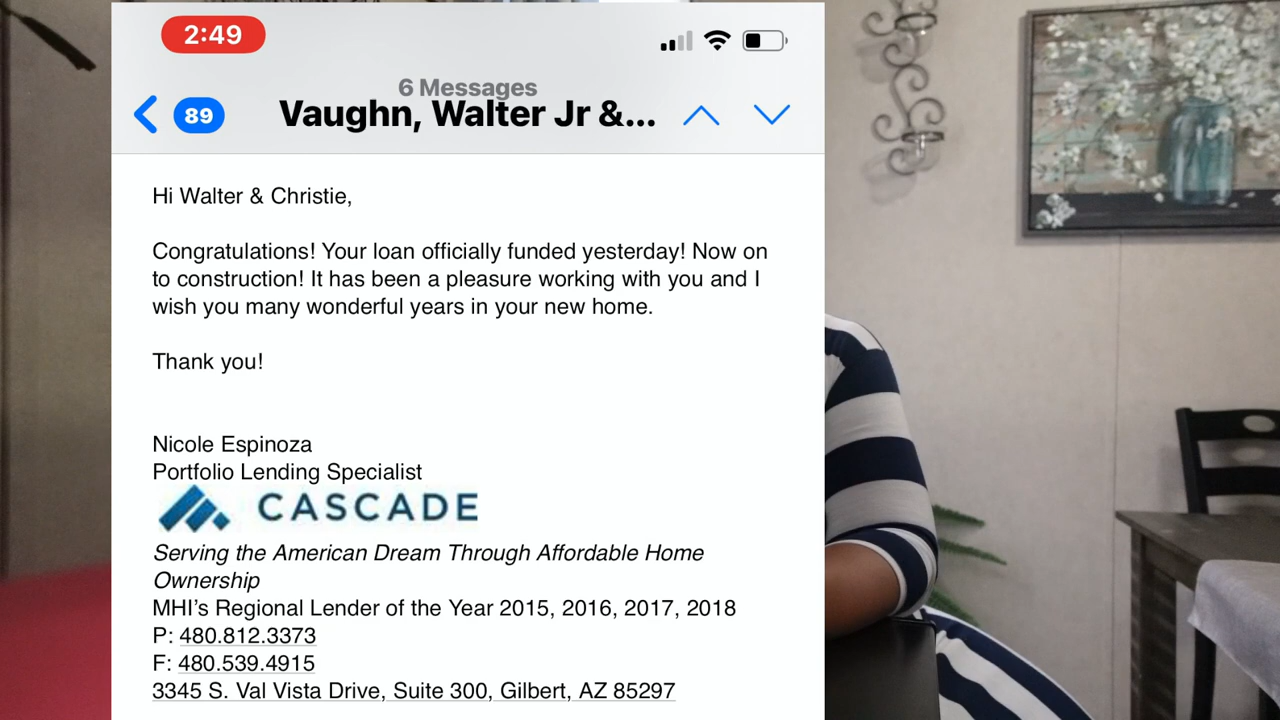 2:49
6 Messages
89
Vaughn, Walter Jr &...
Hi Walter & Christie,
Congratulations! Your loan officially funded yesterday! Now on
to construction! It has been a pleasure working with you and I
wish you many wonderful years in your new home.
Thank you!
Nicole Espinoza
Portfolio Lending Specialist
CASCADE
Serving the American Dream Through Affordable Home
Ownership
MHI’s Regional Lender of the Year 2015, 2016, 2017, 2018
P: 480.812.3373
F: 480.539.4915
3345 S. Val Vista Drive, Suite 300, Gilbert, AZ 85297